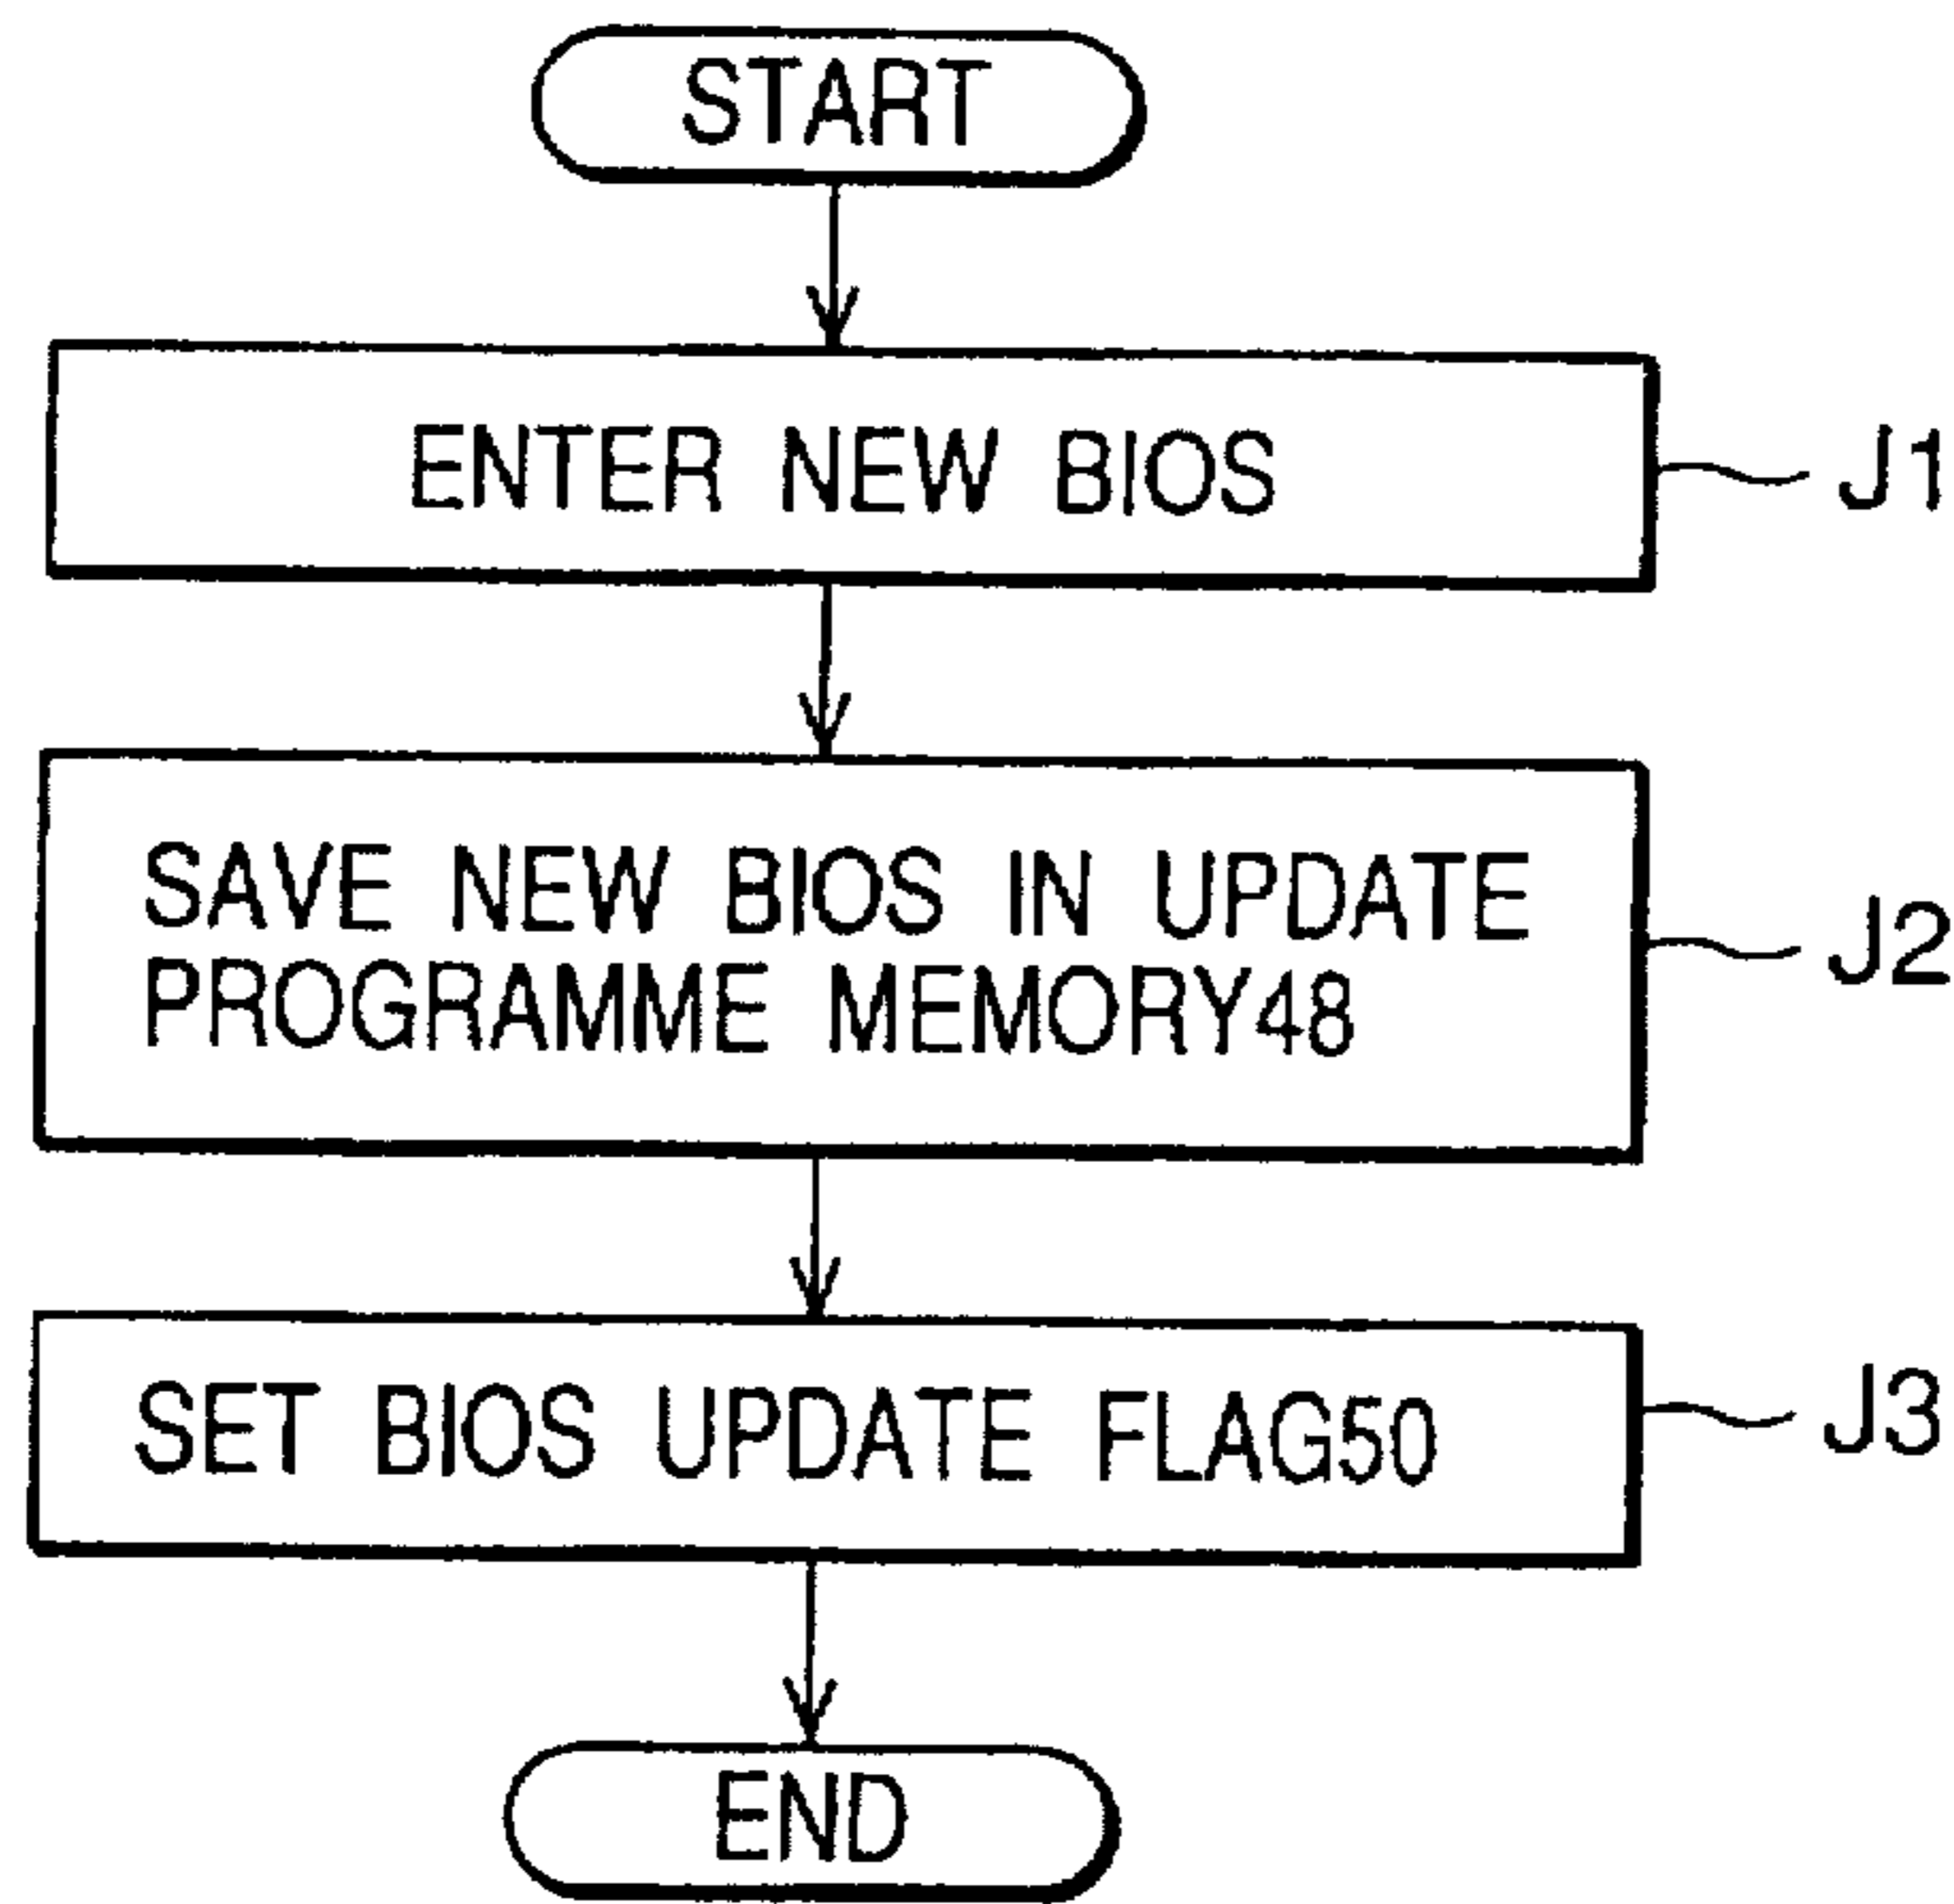 START
ENTER NEW BIOS
J1
SAVE NEW BIOS IN UPDATE
PROGRAMME MEMORY48
J2
SET BIOS UPDATE FLAG50
J3
END